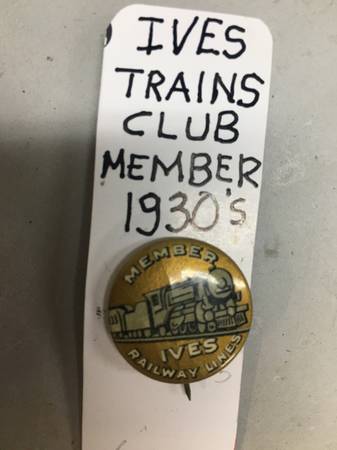 IVES
TRAINS
CLUB
MEMBER
1930's
MEMBER
IVES
RAILWAY LINES